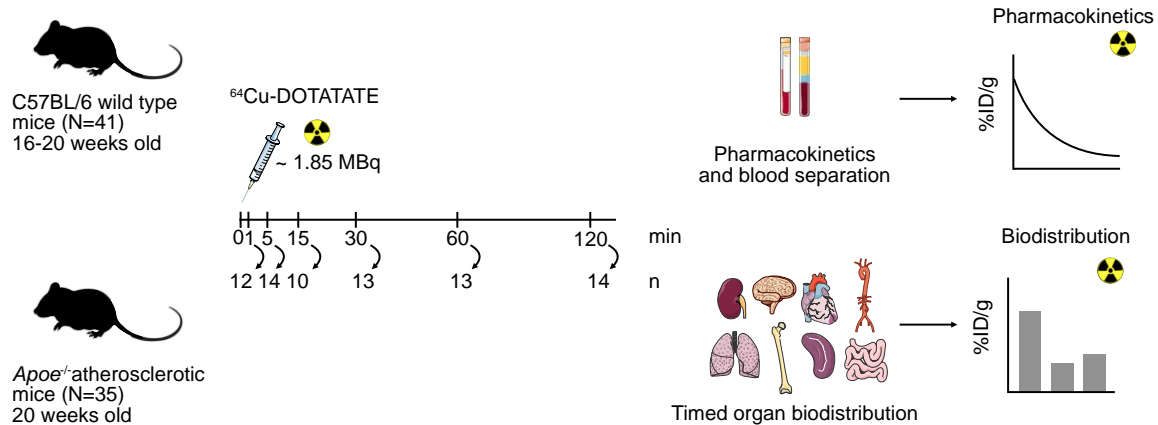 C57BL/6 wild type
mice (N=41)
16-20 weeks old
⁶⁴Cu-DOTATATE
~ 1.85 MBq
0 1 5 15 30 60 120 min
12 14 10 13 13 14 n
Apoe⁻/⁻atherosclerotic
mice (N=35)
20 weeks old
Pharmacokinetics
and blood separation
Pharmacokinetics
%ID/g
Timed organ biodistribution
Biodistribution
%ID/g